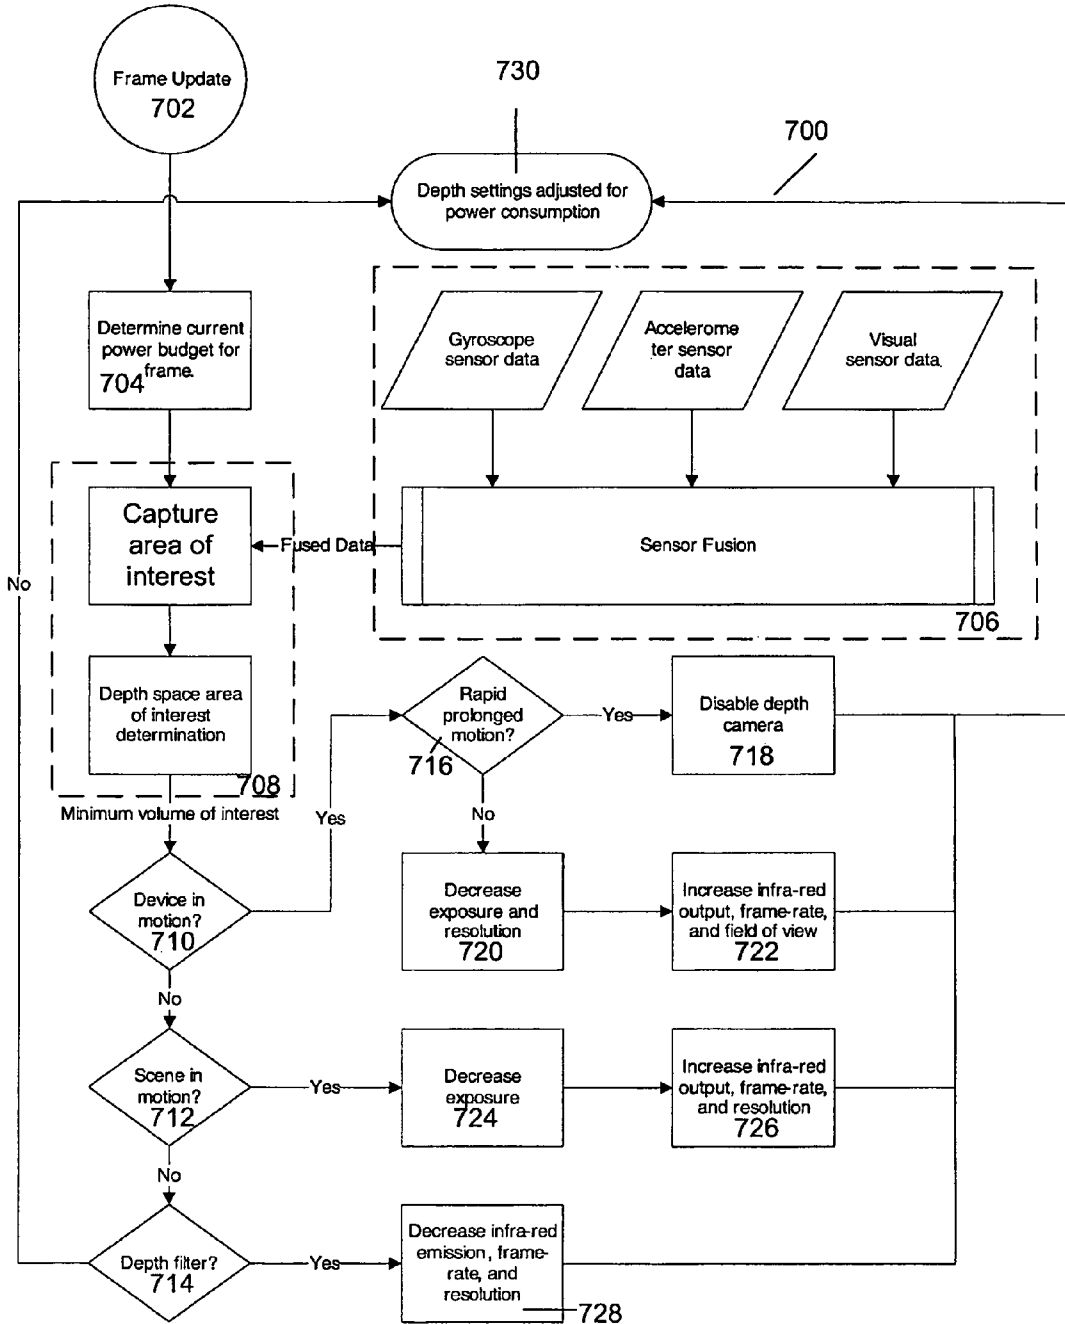 Frame Update
702
730
700
Depth settings adjusted for
power consumption
Determine current
power budget for
frame.
704
Gyroscope
sensor data
Accelerome
ter sensor
data
Visual
sensor data
Capture
area of
interest
Fused Data
Sensor Fusion
706
No
Depth space area
of interest
determination
708
Minimum volume of interest
Rapid
prolonged
motion?
716
Yes
Disable depth
camera
718
Yes
No
Device in
motion?
710
Decrease
exposure and
resolution
720
Increase infra-red
output, frame-rate,
and field of view
722
No
Scene in
motion?
712
Yes
Decrease
exposure
724
Increase infra-red
output, frame-rate,
and resolution
726
No
Depth filter?
714
Yes
Decrease infra-red
emission, frame-
rate, and
resolution
728